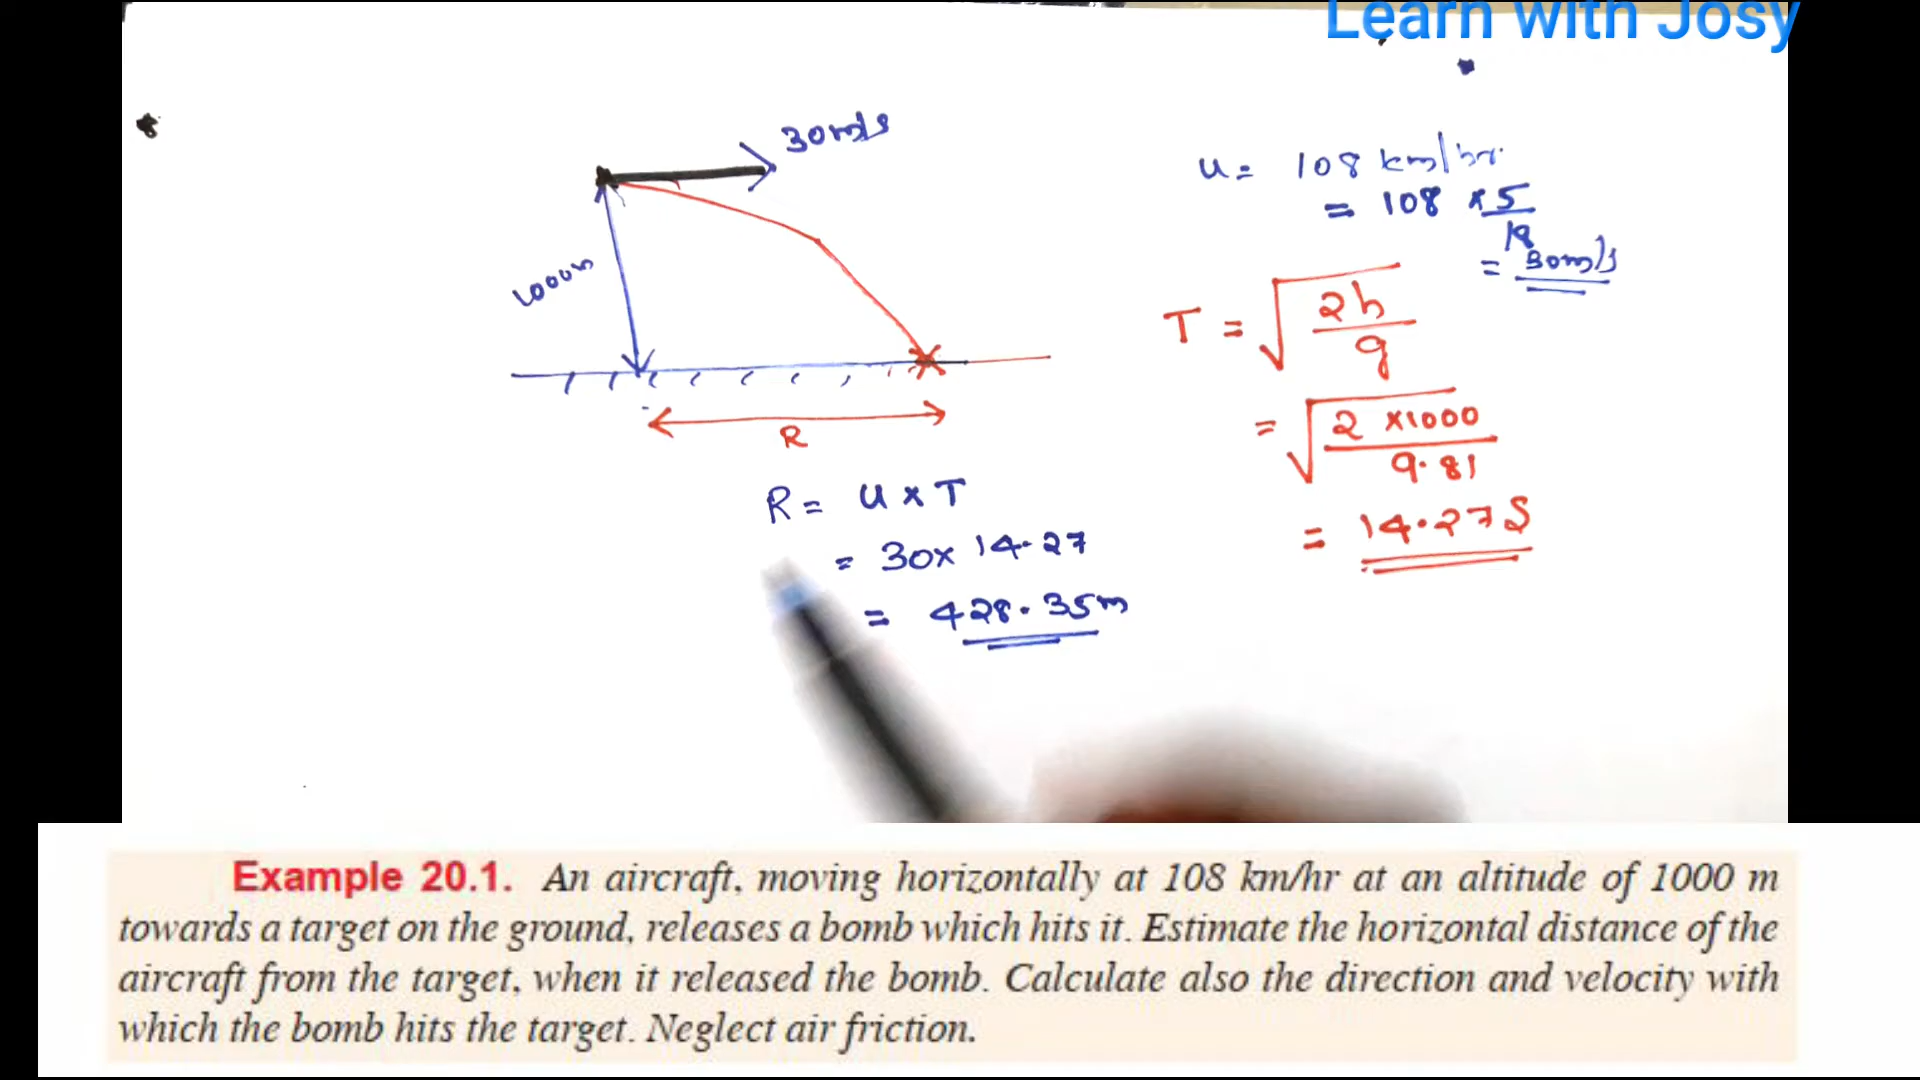 Learn with Josy
30m/s
1000m
R
R = u x T
= 30x 14.27
= 428.35m
u = 108 km/hr.
= 108 x 5/18
= 30m/s
T = √2h/g
= √2 x1000/9.81
= 14.27S
Example 20.1. An aircraft, moving horizontally at 108 km/hr at an altitude of 1000 m
towards a target on the ground, releases a bomb which hits it. Estimate the horizontal distance of the
aircraft from the target, when it released the bomb. Calculate also the direction and velocity with
which the bomb hits the target. Neglect air friction.